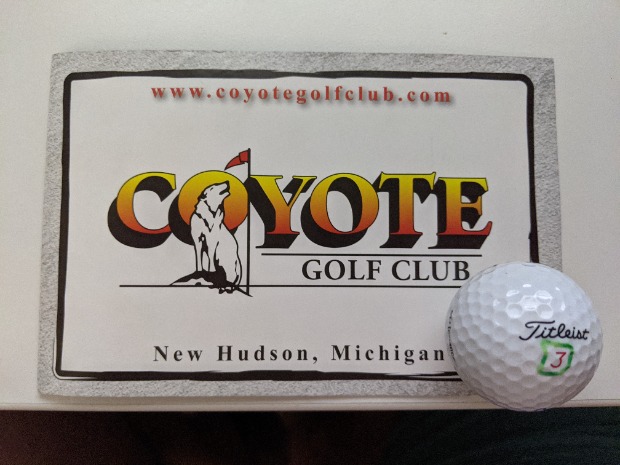 www.coyotegolfclub.com
COYOTE
GOLF CLUB
New Hudson, Michigan
Titleist
3